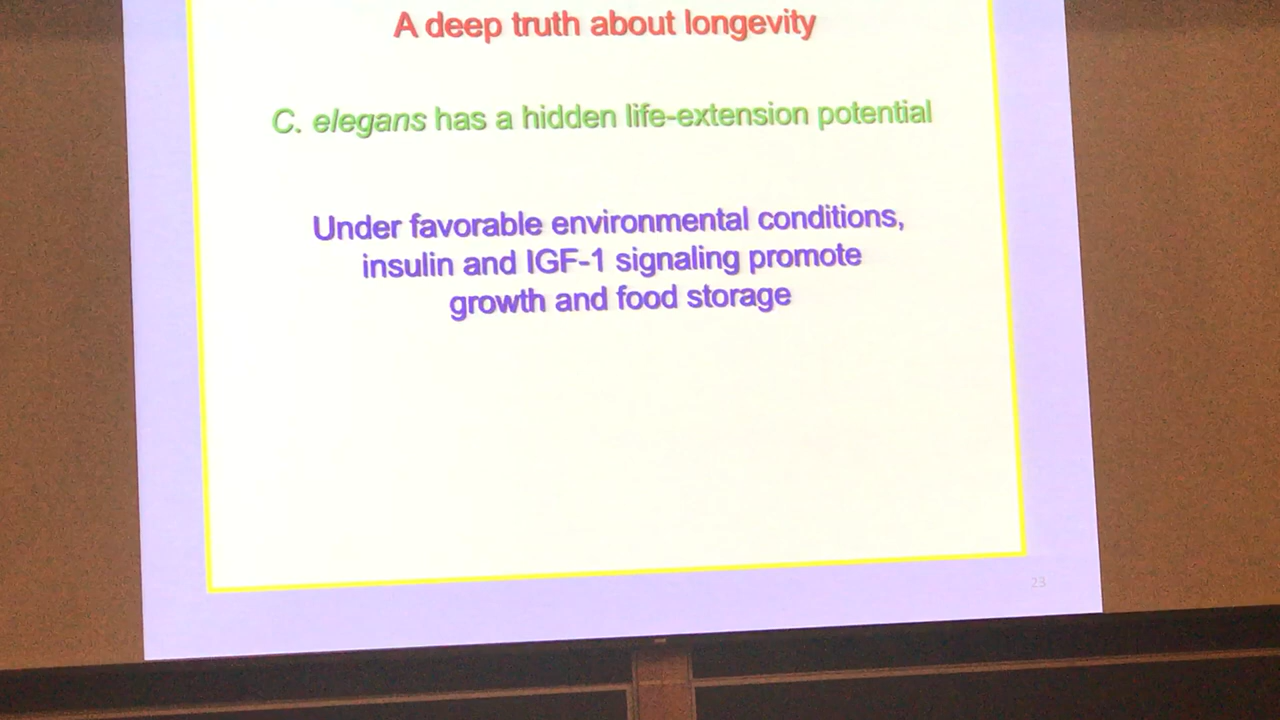 A deep truth about longevity
C. elegans has a hidden life-extension potential
Under favorable environmental conditions,
insulin and IGF-1 signaling promote
growth and food storage
23